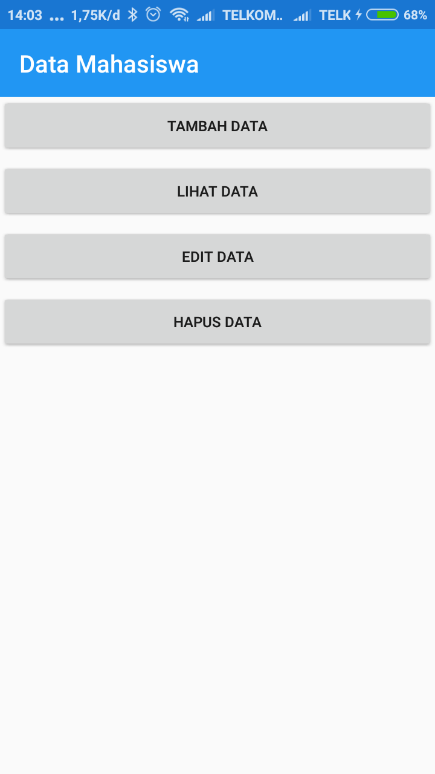 14:03 ... 1,75K/d TELKOM.. TELK 68%
Data Mahasiswa
TAMBAH DATA
LIHAT DATA
EDIT DATA
HAPUS DATA